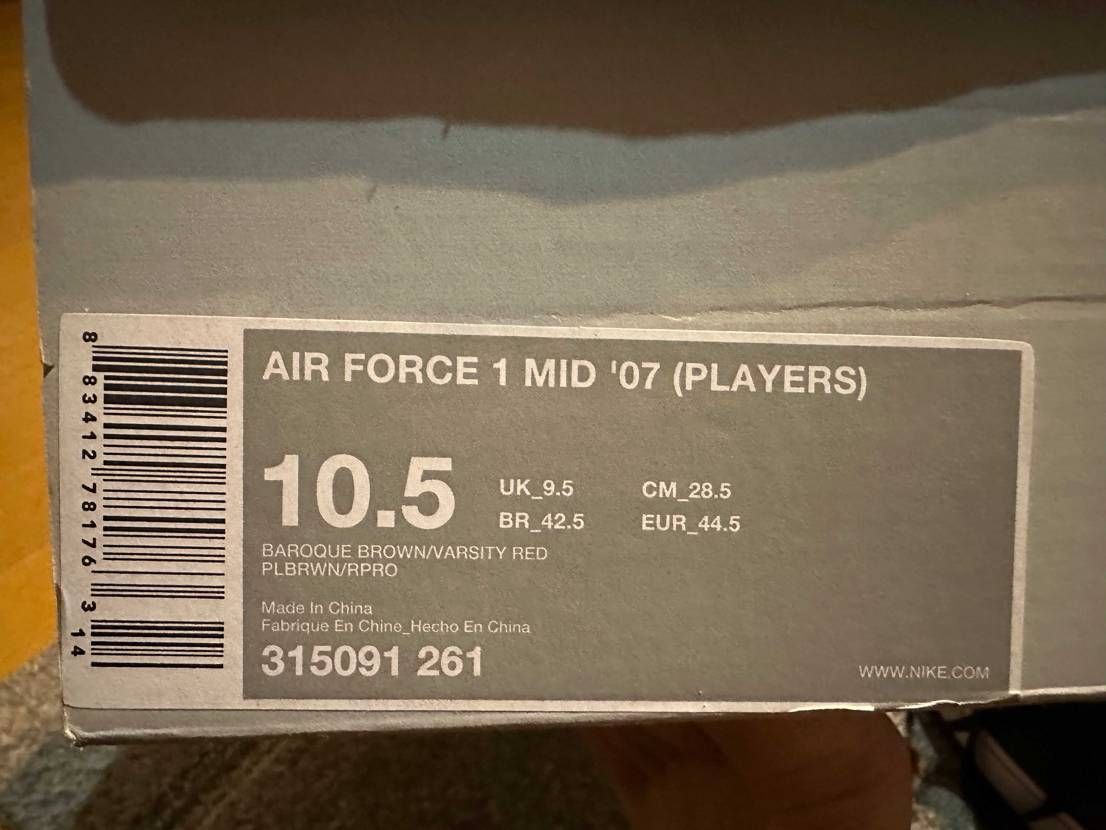 AIR FORCE 1 MID '07 (PLAYERS)
10.5
UK_9.5 CM_28.5
BR_42.5 EUR_44.5
BAROQUE BROWN/VARSITY RED
PLBRWN/RPRO
Made In China
Fabrique En Chine_Hecho En China
315091 261
WWW.NIKE.COM
8 83412 78176 3 14